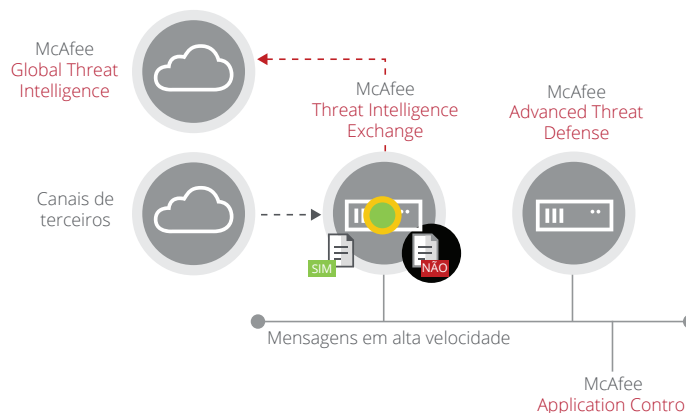 McAfee
Global Threat
Intelligence
McAfee
Threat Intelligence
Exchange
McAfee
Advanced Threat
Defense
Canais de
terceiros
SIM
NÃO
Mensagens em alta velocidade
McAfee
Application Contro